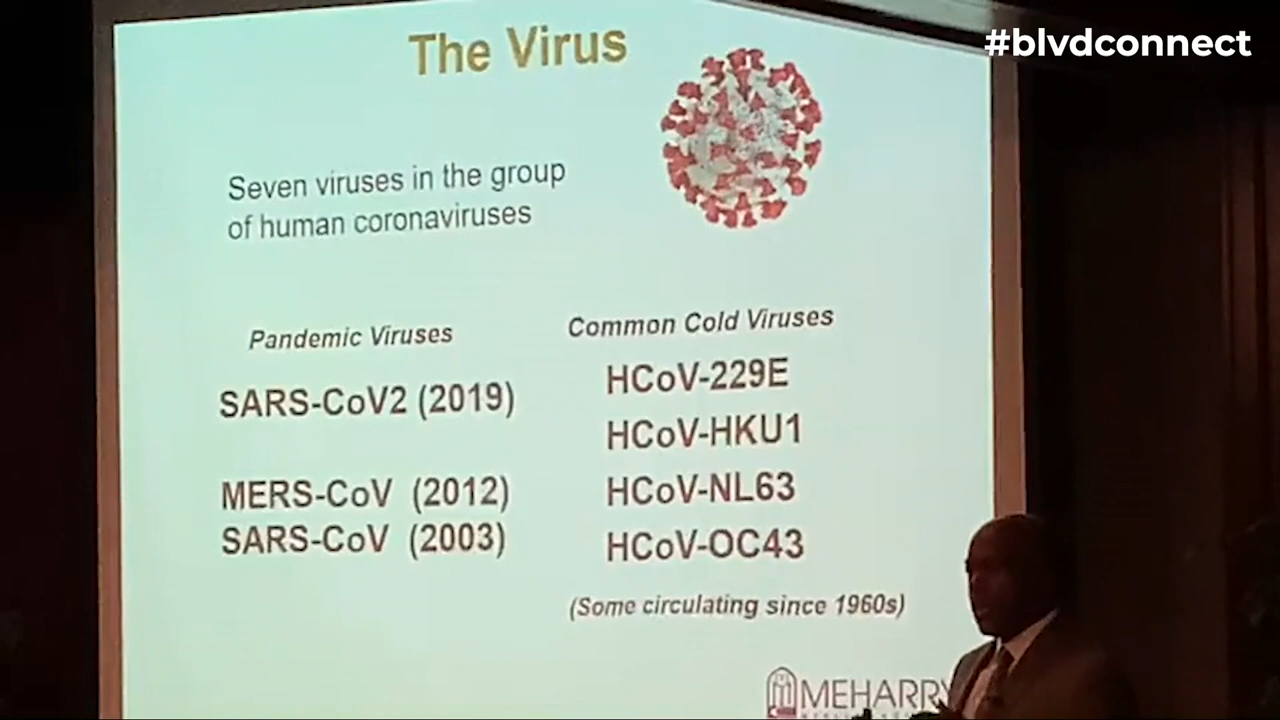 #blvdconnect
The Virus
Seven viruses in the group
of human coronaviruses
Pandemic Viruses
SARS-CoV2 (2019)
MERS-CoV (2012)
SARS-CoV (2003)
Common Cold Viruses
HCoV-229E
HCoV-HKU1
HCoV-NL63
HCoV-OC43
(Some circulating since 1960s)
MEHARRY